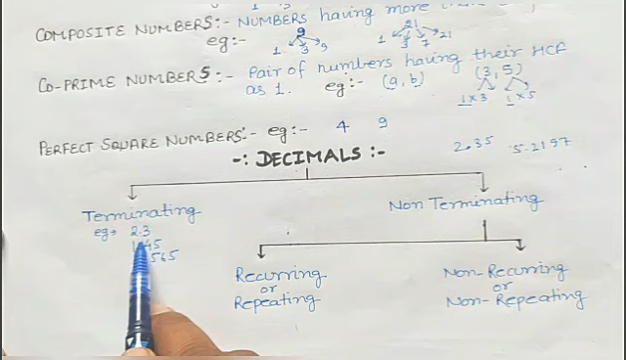 COMPOSITE NUMBERS:- NUMBERS having more
eg:- 9 1 3 9 21 1 3 7 21
CO-PRIME NUMBERS:- Pair of numbers having their HCF
as 1. eg:- (a, b) (3, 5)
1×3 1×5
PERFECT SQUARE NUMBERS:- eg:- 4 9
-: DECIMALS :- 2.35 5.2197
Terminating Non Terminating
eg→ 2.3
565
Recurring Non-Recurring
or or
Repeating Non-Repeating